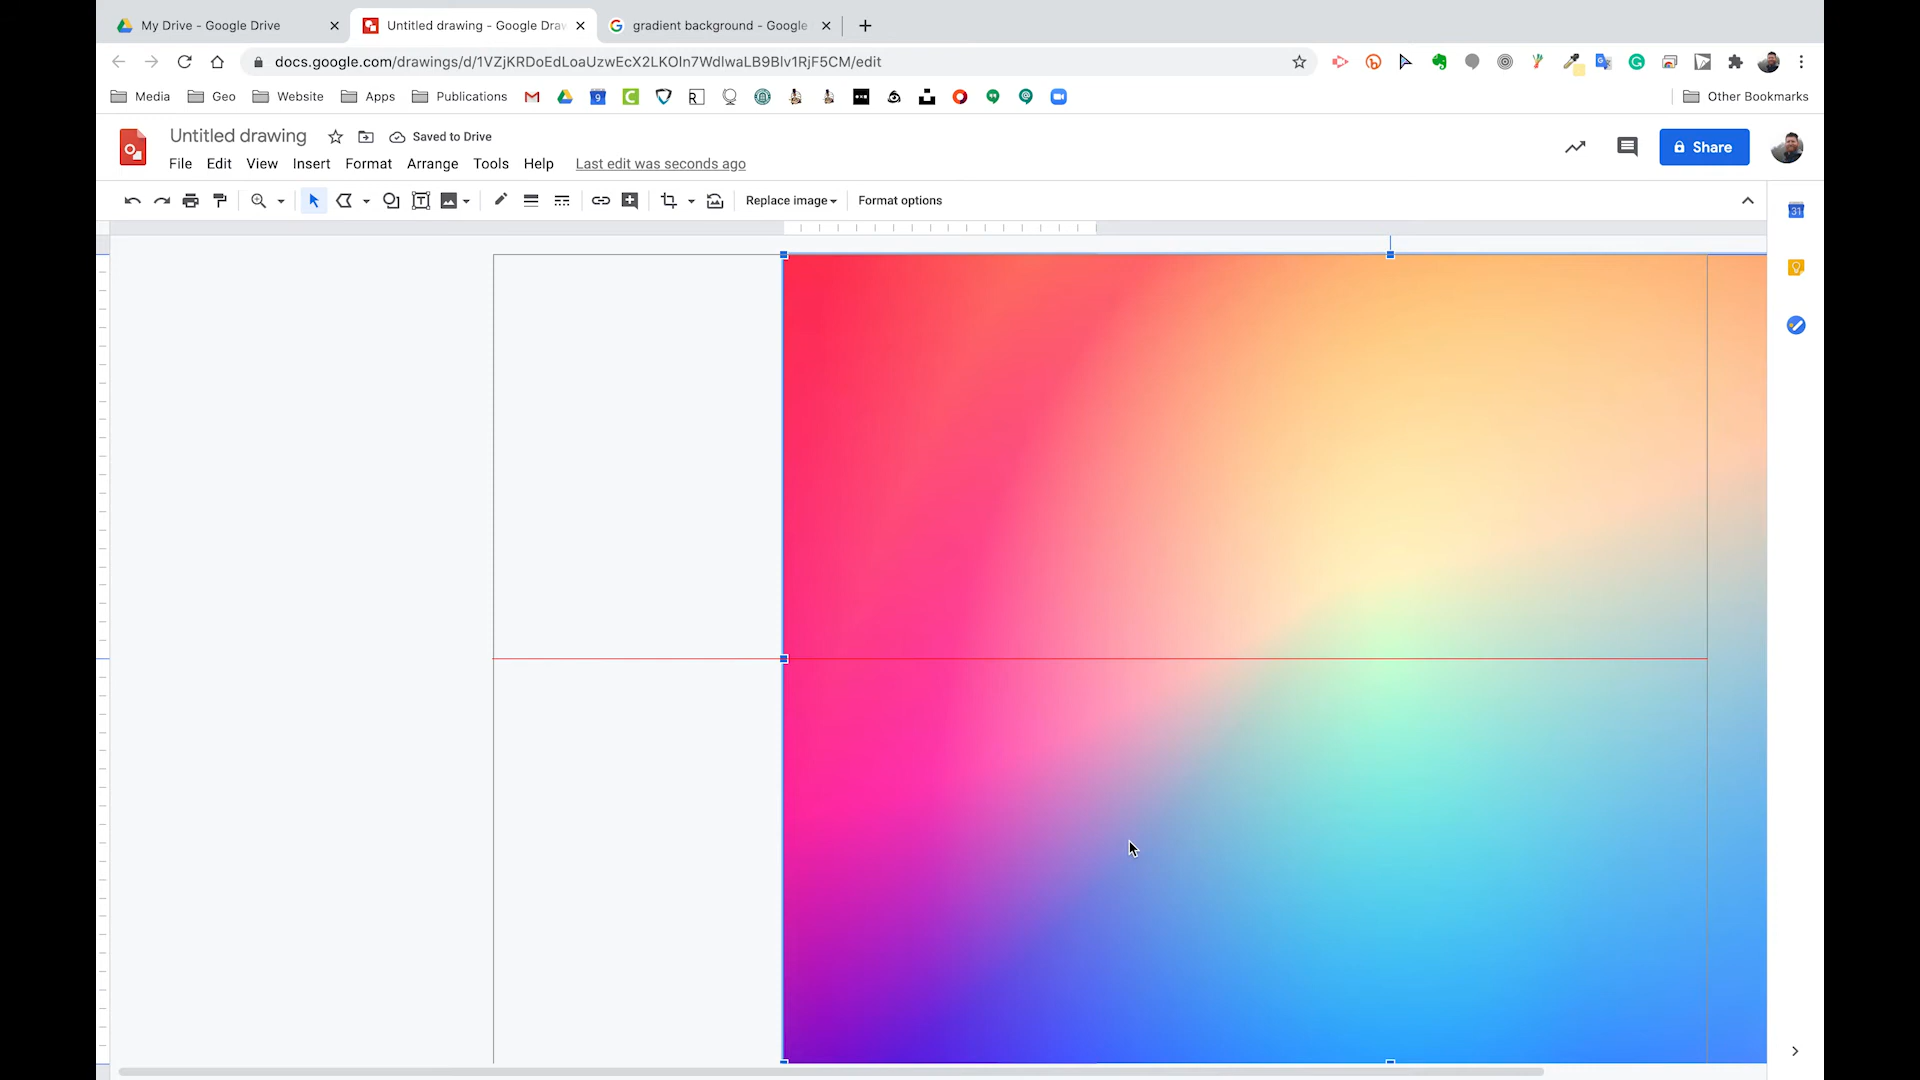 My Drive - Google Drive
Untitled drawing - Google Draw
gradient background - Google
docs.google.com/drawings/d/1VZjKRDoEdLoaUzwEcX2LKOIn7WdlwaLB9BIv1RjF5CM/edit
Media Geo Website Apps Publications Other Bookmarks
Untitled drawing Saved to Drive
File Edit View Insert Format Arrange Tools Help Last edit was seconds ago
Share
Replace image Format options
31